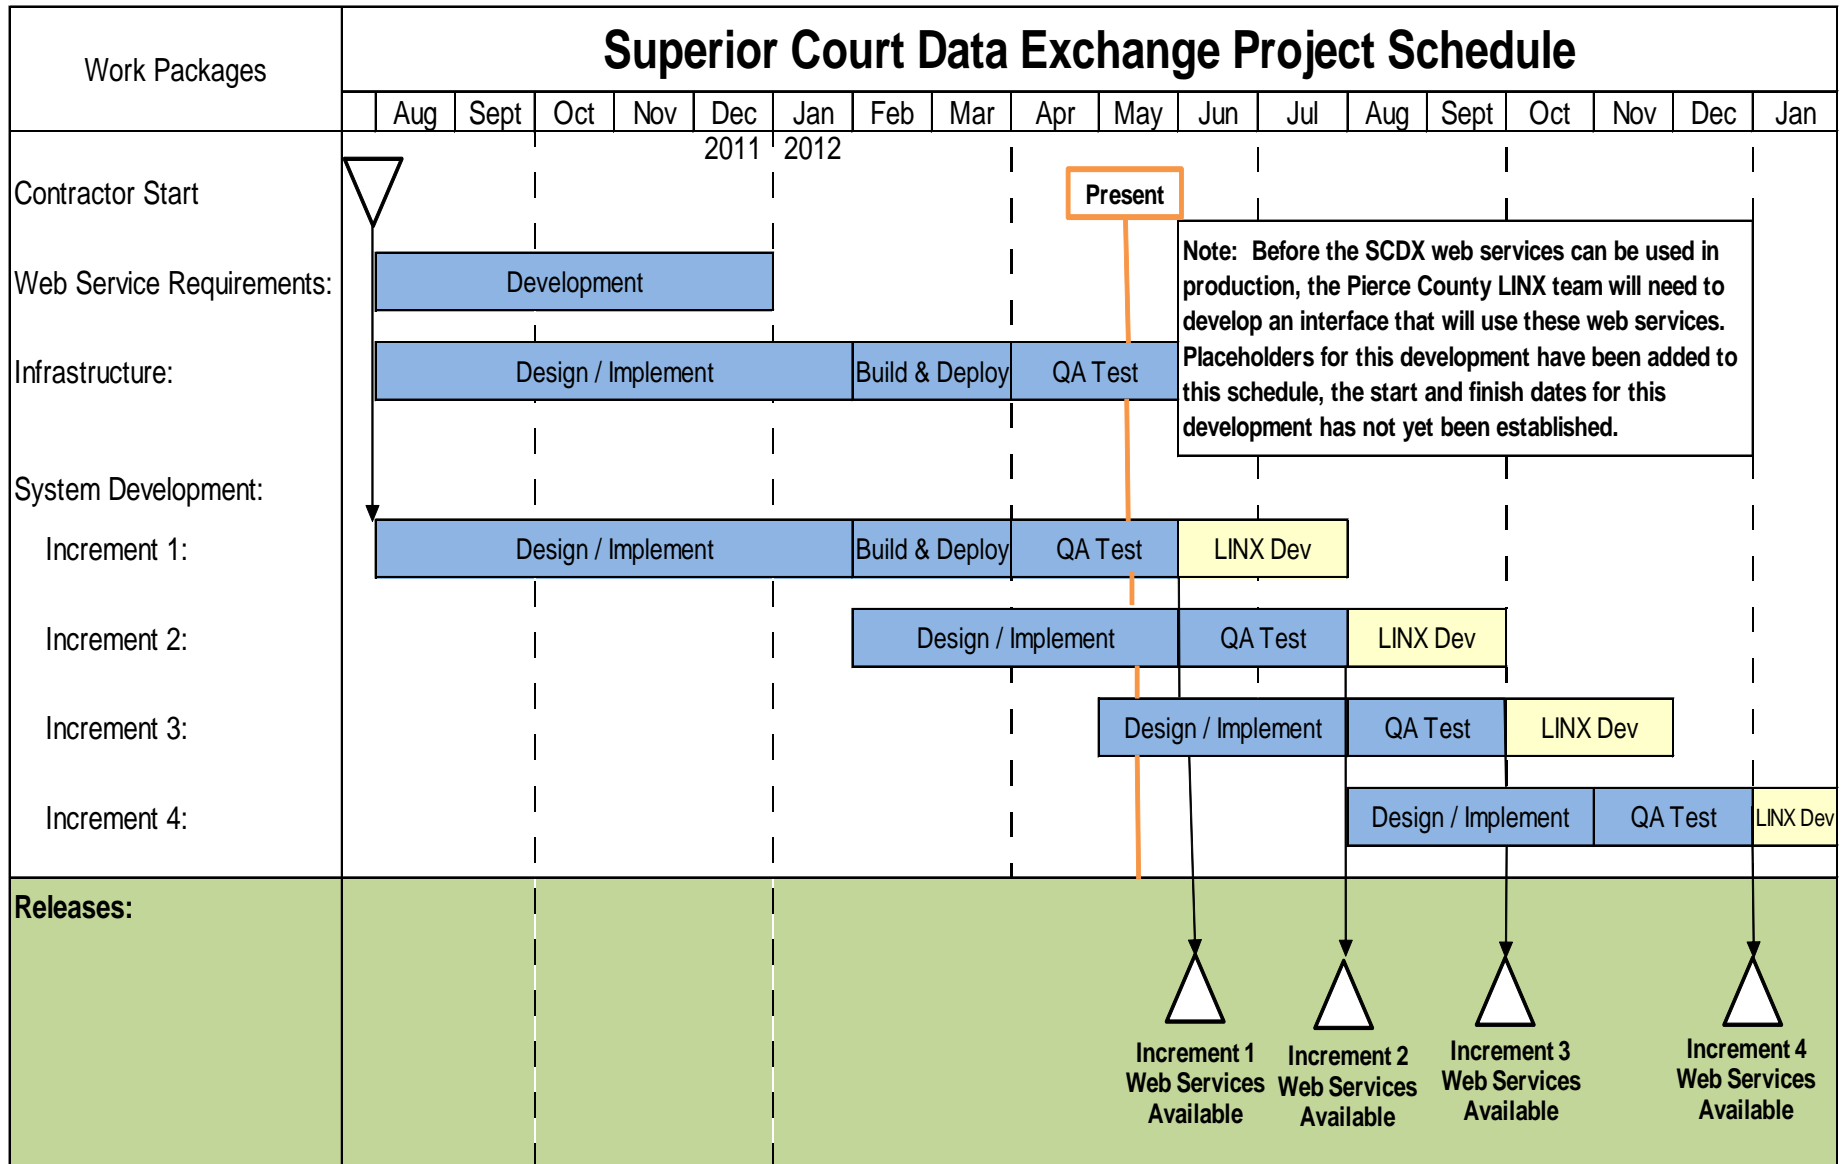 Superior Court Data Exchange Project Schedule
Work Packages
Aug Sept Oct Nov Dec Jan Feb Mar Apr May Jun Jul Aug Sept Oct Nov Dec Jan
2011 2012
Contractor Start
Present
Note: Before the SCDX web services can be used in
production, the Pierce County LINX team will need to
develop an interface that will use these web services.
Placeholders for this development have been added to
this schedule, the start and finish dates for this
development has not yet been established.
Web Service Requirements:
Development
Infrastructure:
Design / Implement
Build & Deploy
QA Test
System Development:
Increment 1:
Design / Implement
Build & Deploy
QA Test
LINX Dev
Increment 2:
Design / Implement
QA Test
LINX Dev
Increment 3:
Design / Implement
QA Test
LINX Dev
Increment 4:
Design / Implement
QA Test
LINX Dev
Releases:
Increment 1
Web Services
Available
Increment 2
Web Services
Available
Increment 3
Web Services
Available
Increment 4
Web Services
Available